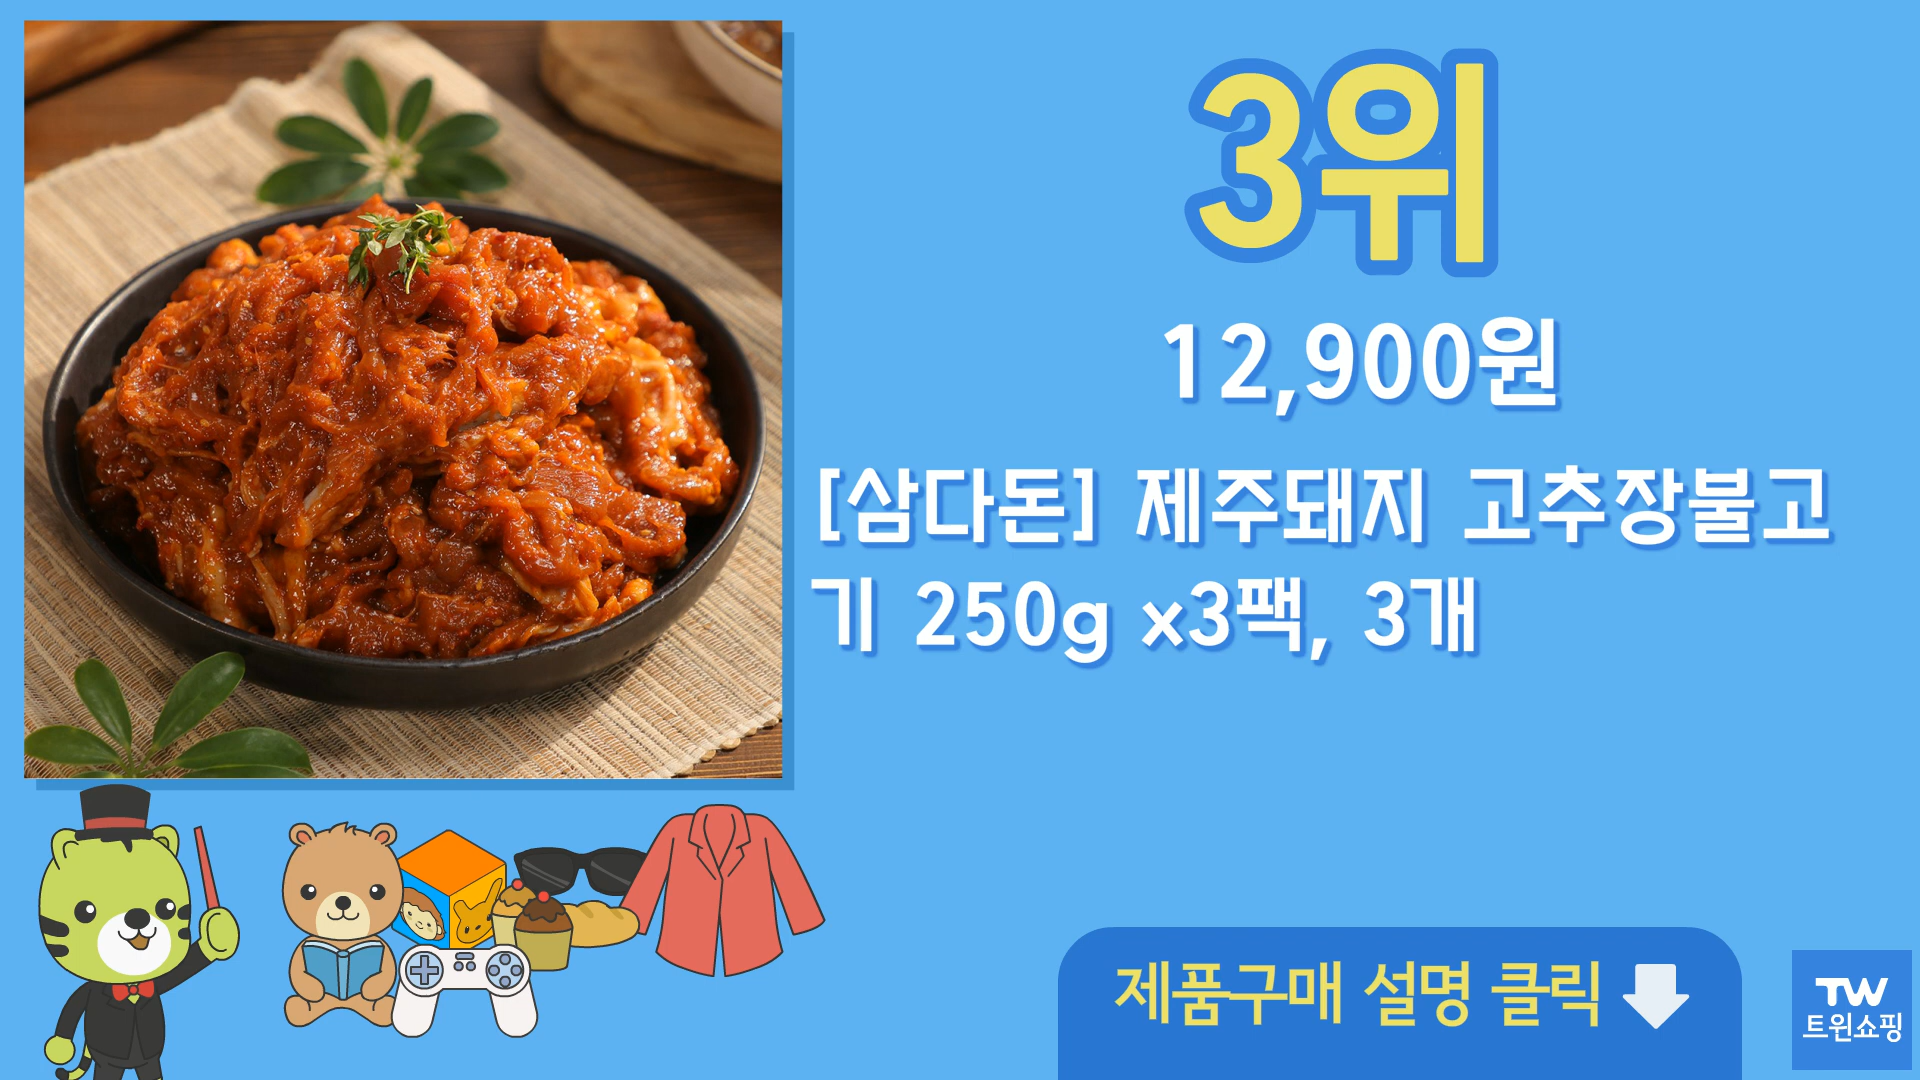 3위
12,900원
[삼다돈] 제주돼지 고추장불고
기 250g x3팩, 3개
제품구매 설명 클릭
TW
트윈쇼핑